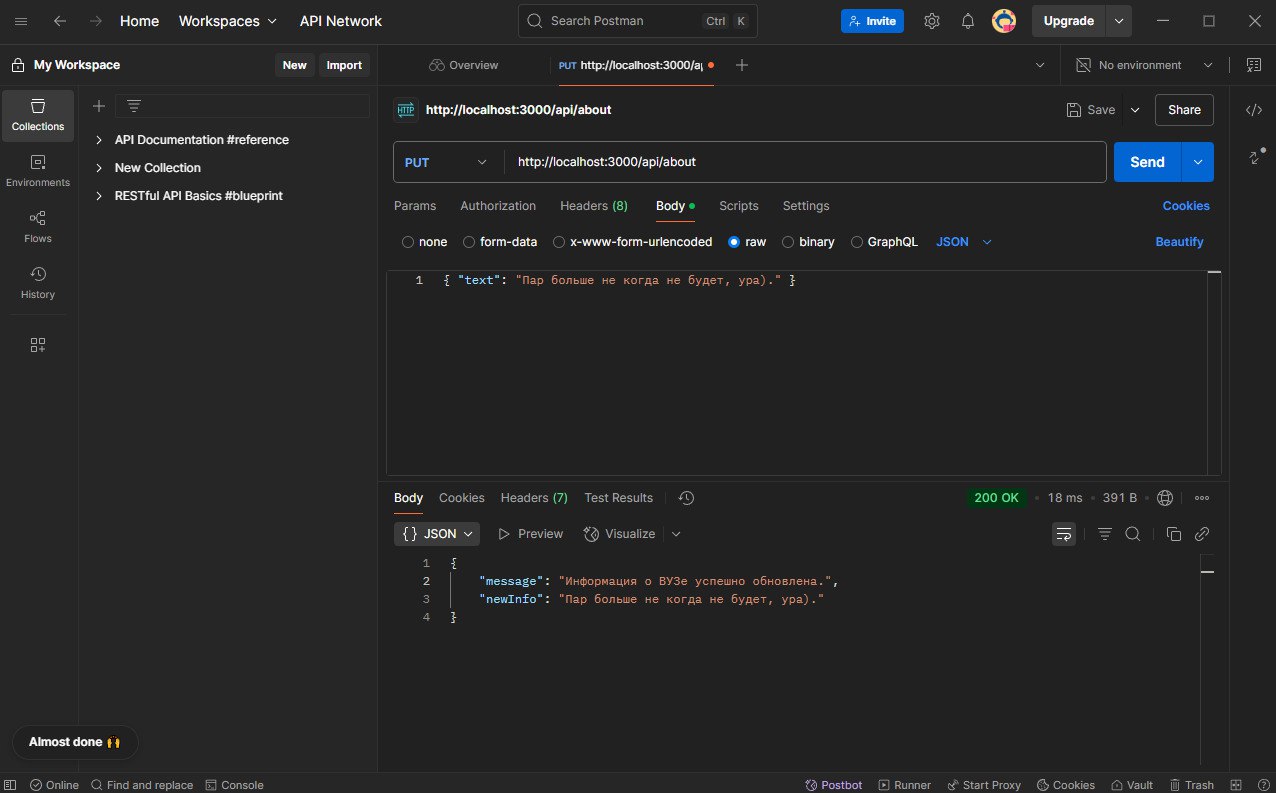 Home Workspaces API Network Search Postman Ctrl K Invite Upgrade
My Workspace New Import Overview PUT http://localhost:3000/a No environment
Collections
Environments
Flows
History
API Documentation #reference
New Collection
RESTful API Basics #blueprint
HTTP http://localhost:3000/api/about Save Share
PUT http://localhost:3000/api/about Send
Params Authorization Headers (8) Body Scripts Settings Cookies
none form-data x-www-form-urlencoded raw binary GraphQL JSON Beautify
1 { "text": "Пар больше не когда не будет, ура)." }
Body Cookies Headers (7) Test Results 200 OK 18 ms 391 B
{} JSON Preview Visualize
1 {
2 "message": "Информация о ВУЗе успешно обновлена.",
3 "newInfo": "Пар больше не когда не будет, ура)."
4 }
Almost done
Online Find and replace Console Postbot Runner Start Proxy Cookies Vault Trash